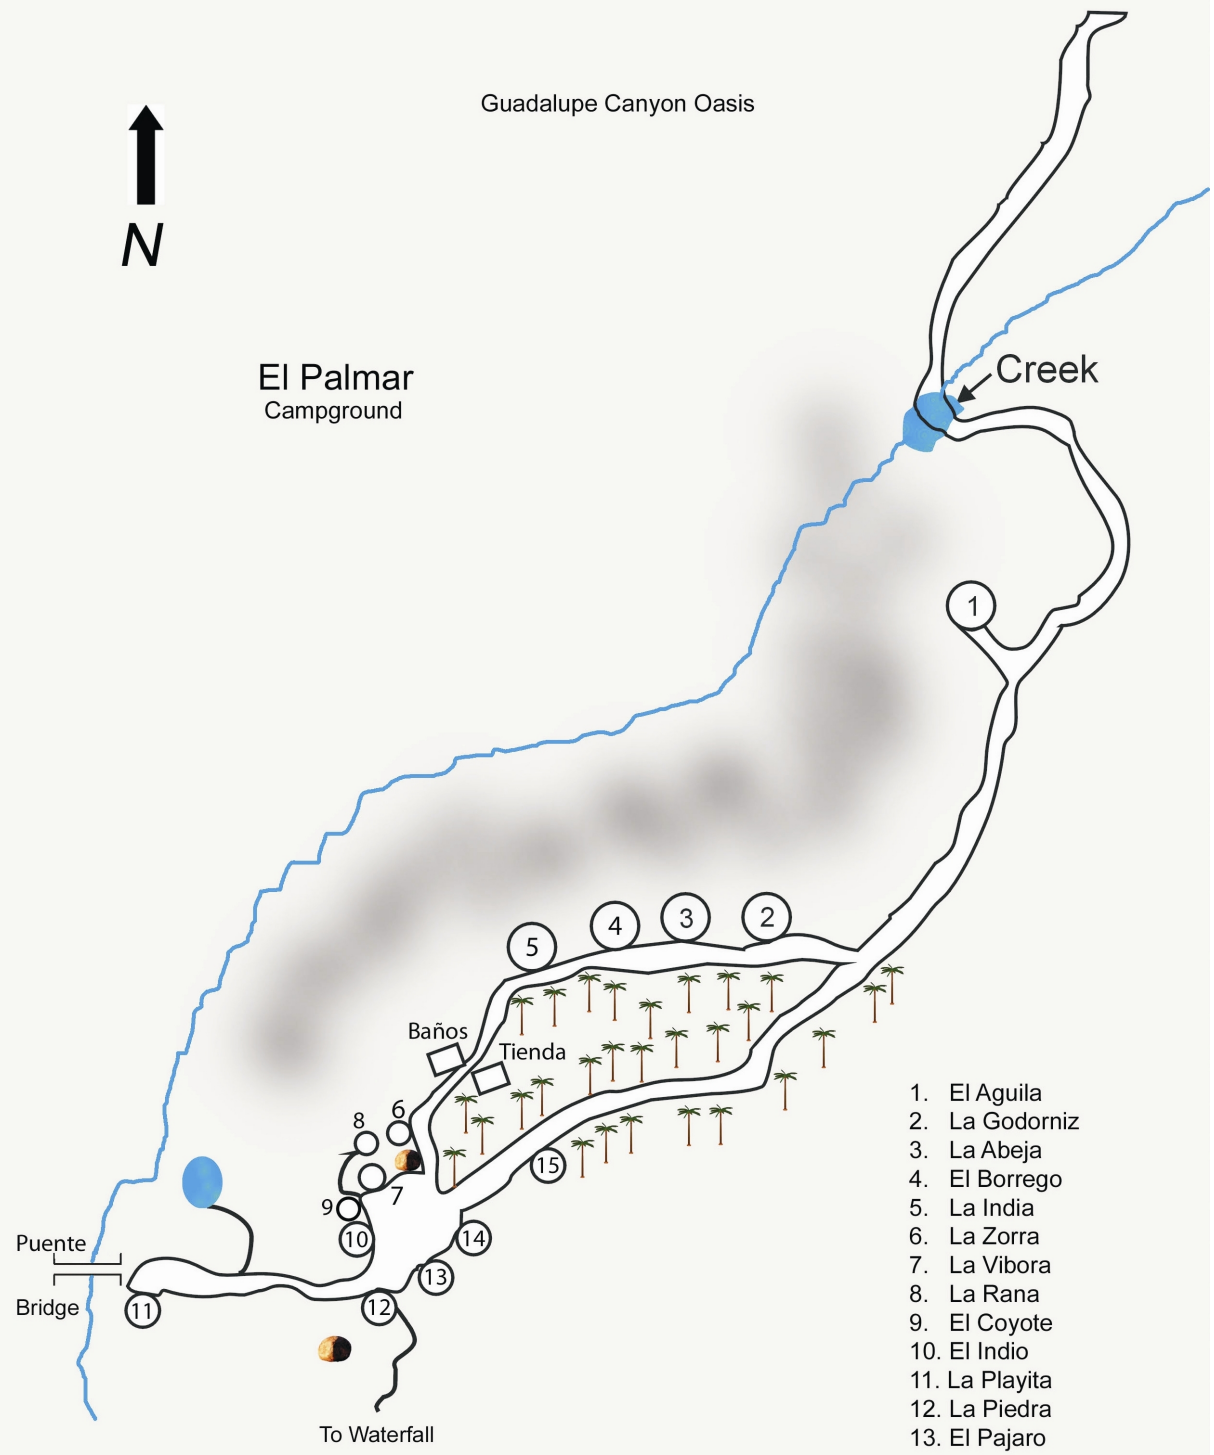 Guadalupe Canyon Oasis
N
El Palmar
Campground
Creek
1
2
3
4
5
Baños
Tienda
6
8
7
9
10
15
14
13
12
11
Puente
Bridge
To Waterfall
1. El Aguila
2. La Godorniz
3. La Abeja
4. El Borrego
5. La India
6. La Zorra
7. La Vibora
8. La Rana
9. El Coyote
10. El Indio
11. La Playita
12. La Piedra
13. El Pajaro